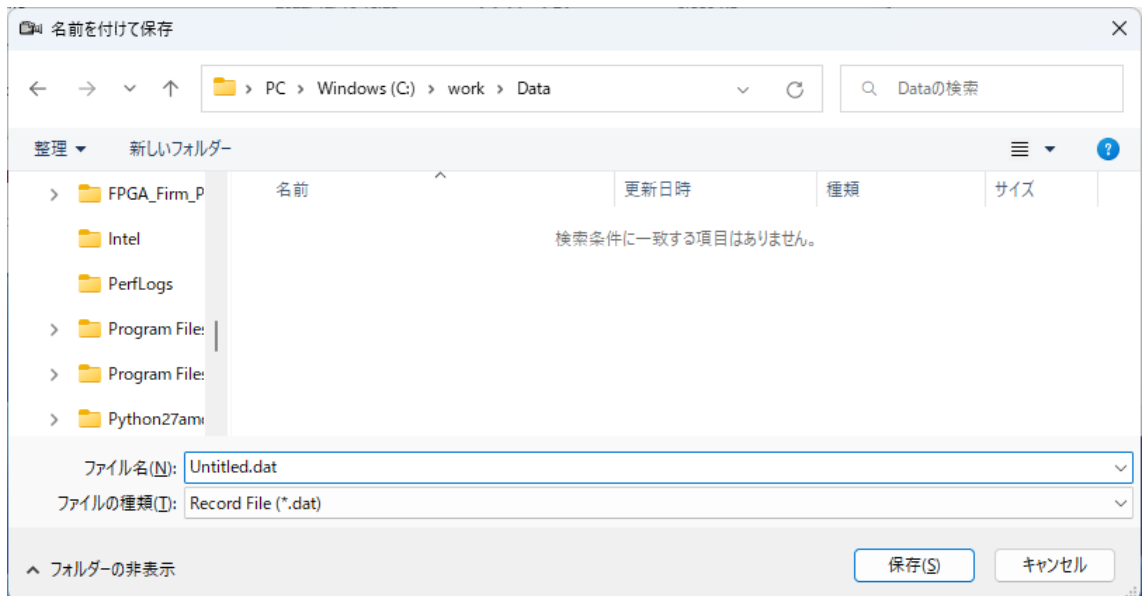 名前を付けて保存
PC > Windows (C:) > work > Data
Dataの検索
整理 新しいフォルダー
FPGA_Firm_P
Intel
PerfLogs
Program File
Program File
Python27am
名前 更新日時 種類 サイズ
検索条件に一致する項目はありません。
ファイル名(N): Untitled.dat
ファイルの種類(T): Record File (*.dat)
フォルダーの非表示
保存(S) キャンセル